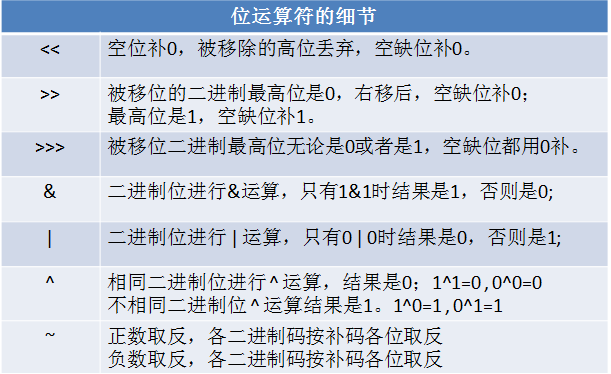 位运算符的细节
<< 空位补0，被移除的高位丢弃，空缺位补0。
>> 被移位的二进制最高位是0，右移后，空缺位补0；
最高位是1，空缺位补1。
>>> 被移位二进制最高位无论是0或者是1，空缺位都用0补。
& 二进制位进行&运算，只有1&1时结果是1，否则是0;
| 二进制位进行 | 运算，只有0 | 0时结果是0，否则是1;
^ 相同二进制位进行 ^ 运算，结果是0；1^1=0 , 0^0=0
不相同二进制位 ^ 运算结果是1。1^0=1 , 0^1=1
~ 正数取反，各二进制码按补码各位取反
负数取反，各二进制码按补码各位取反